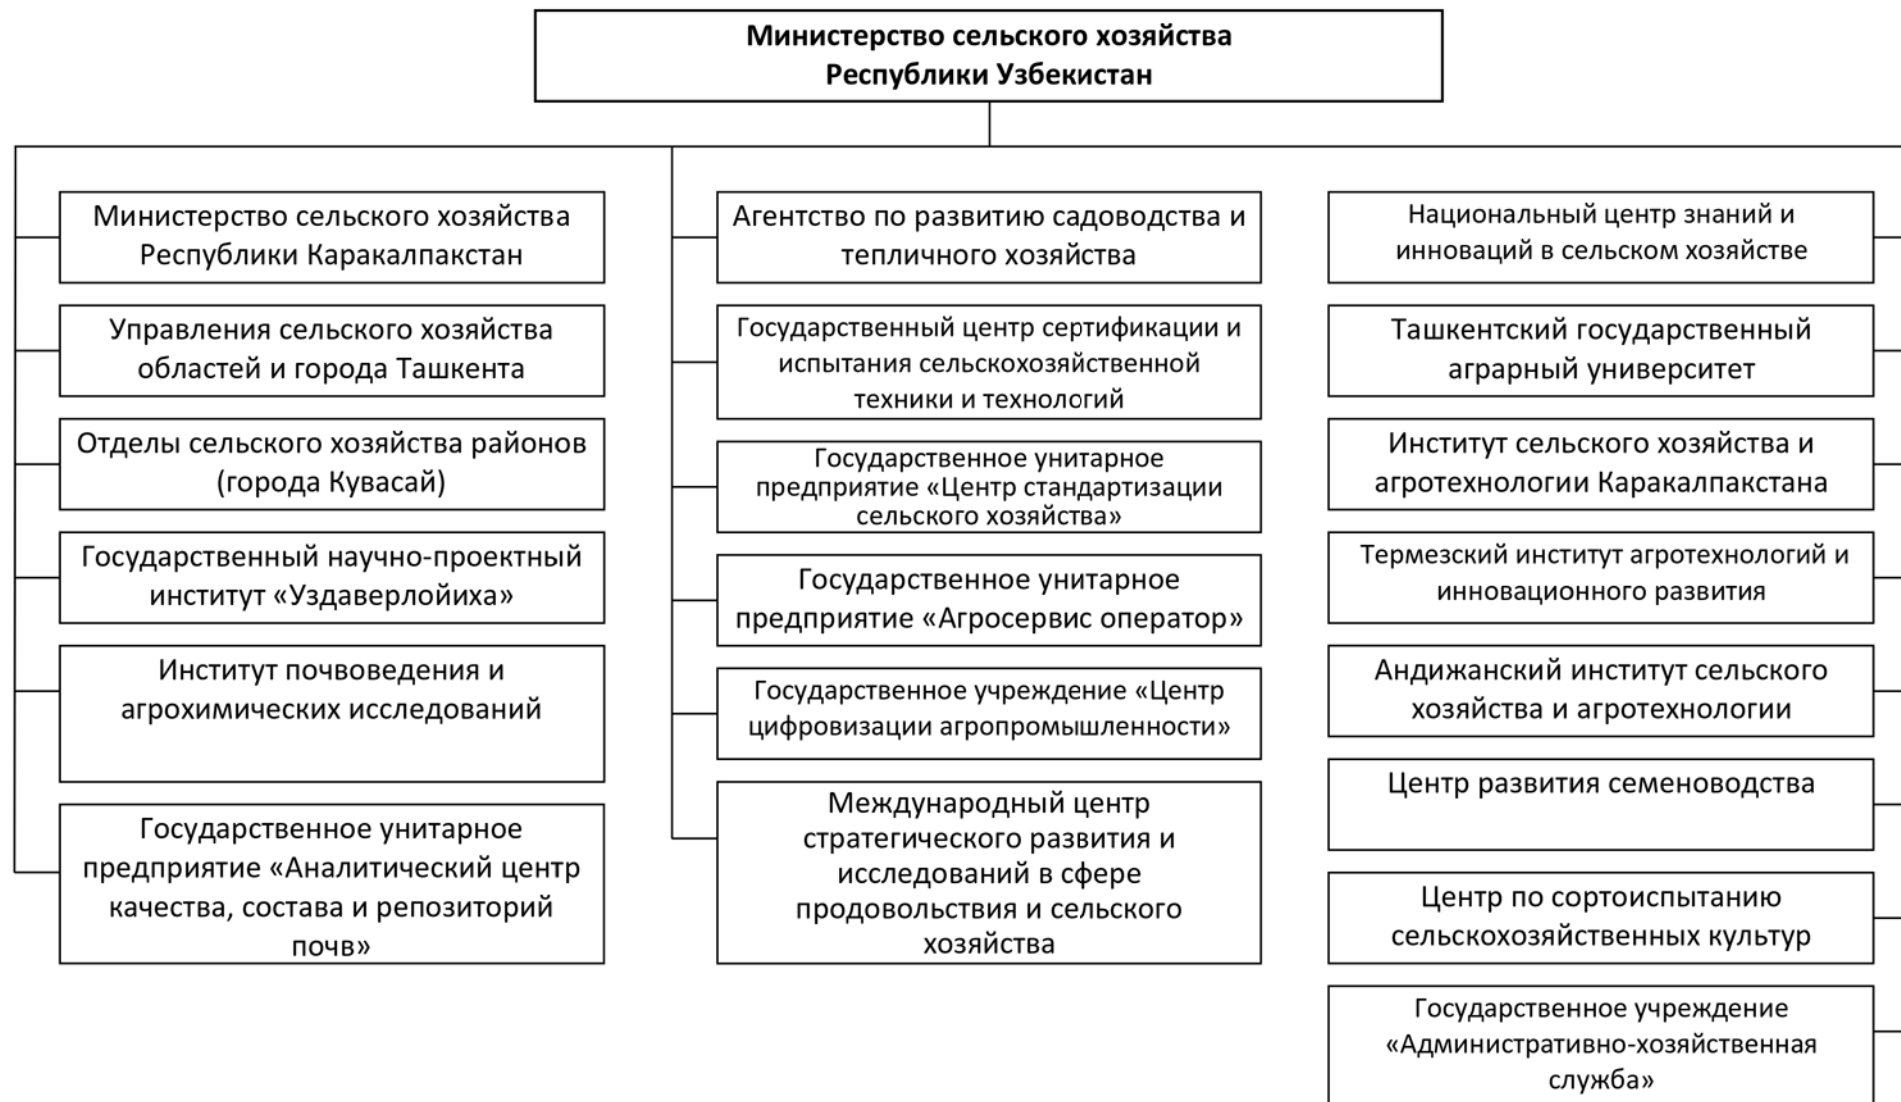 Министерство сельского хозяйства
Республики Узбекистан
Министерство сельского хозяйства
Республики Каракалпакстан
Управления сельского хозяйства
областей и города Ташкента
Отделы сельского хозяйства районов
(города Кувасай)
Государственный научно-проектный
институт «Уздаверлойиха»
Институт почвоведения и
агрохимических исследований
Государственное унитарное
предприятие «Аналитический центр
качества, состава и репозиторий
почв»
Агентство по развитию садоводства и
тепличного хозяйства
Государственный центр сертификации и
испытания сельскохозяйственной
техники и технологий
Государственное унитарное
предприятие «Центр стандартизации
сельского хозяйства»
Государственное унитарное
предприятие «Агросервис оператор»
Государственное учреждение «Центр
цифровизации агропромышленности»
Международный центр
стратегического развития и
исследований в сфере
продовольствия и сельского
хозяйства
Национальный центр знаний и
инноваций в сельском хозяйстве
Ташкентский государственный
аграрный университет
Институт сельского хозяйства и
агротехнологии Каракалпакстана
Термезский институт агротехнологий и
инновационного развития
Андижанский институт сельского
хозяйства и агротехнологии
Центр развития семеноводства
Центр по сортоиспытанию
сельскохозяйственных культур
Государственное учреждение
«Административно-хозяйственная
служба»